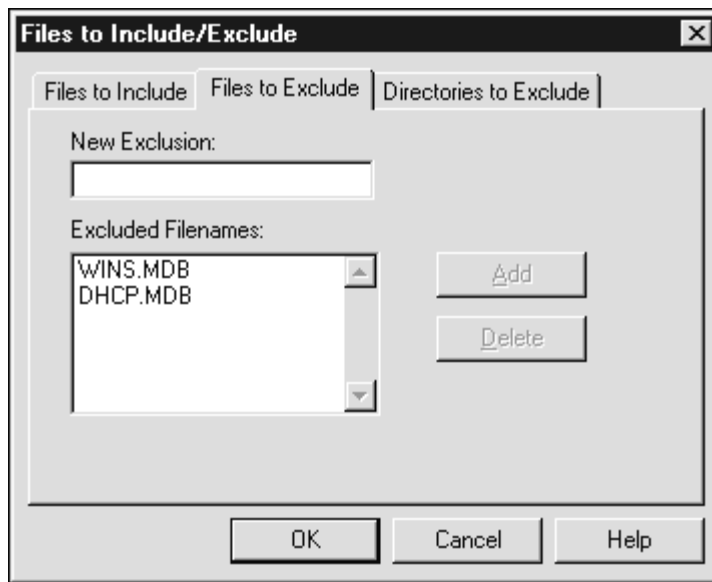 Files to Include/Exclude
Files to Include
Files to Exclude
Directories to Exclude
New Exclusion:
Excluded Filenames:
WINS.MDB
DHCP.MDB
Add
Delete
OK
Cancel
Help